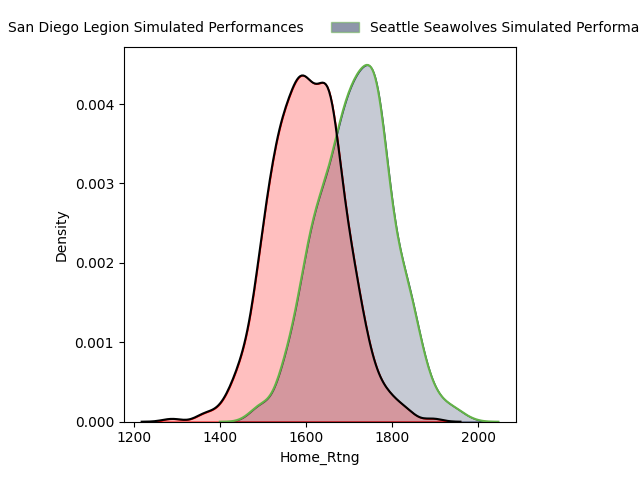 San Diego Legion Simulated Performances Seattle Seawolves Simulated Performa
0.004
0.003
0.002
0.001
0.000
Density
1200 1400 1600 1800 2000
Home_Rtng